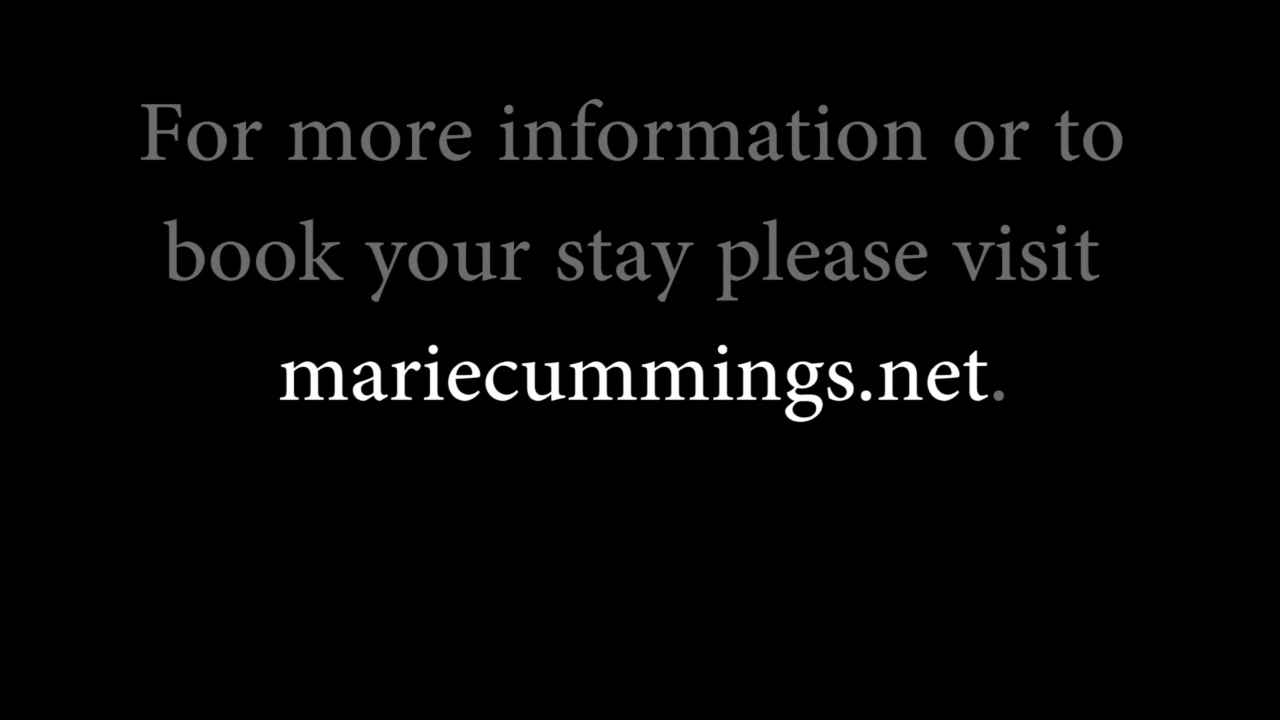 For more information or to
book your stay please visit
mariecummings.net.